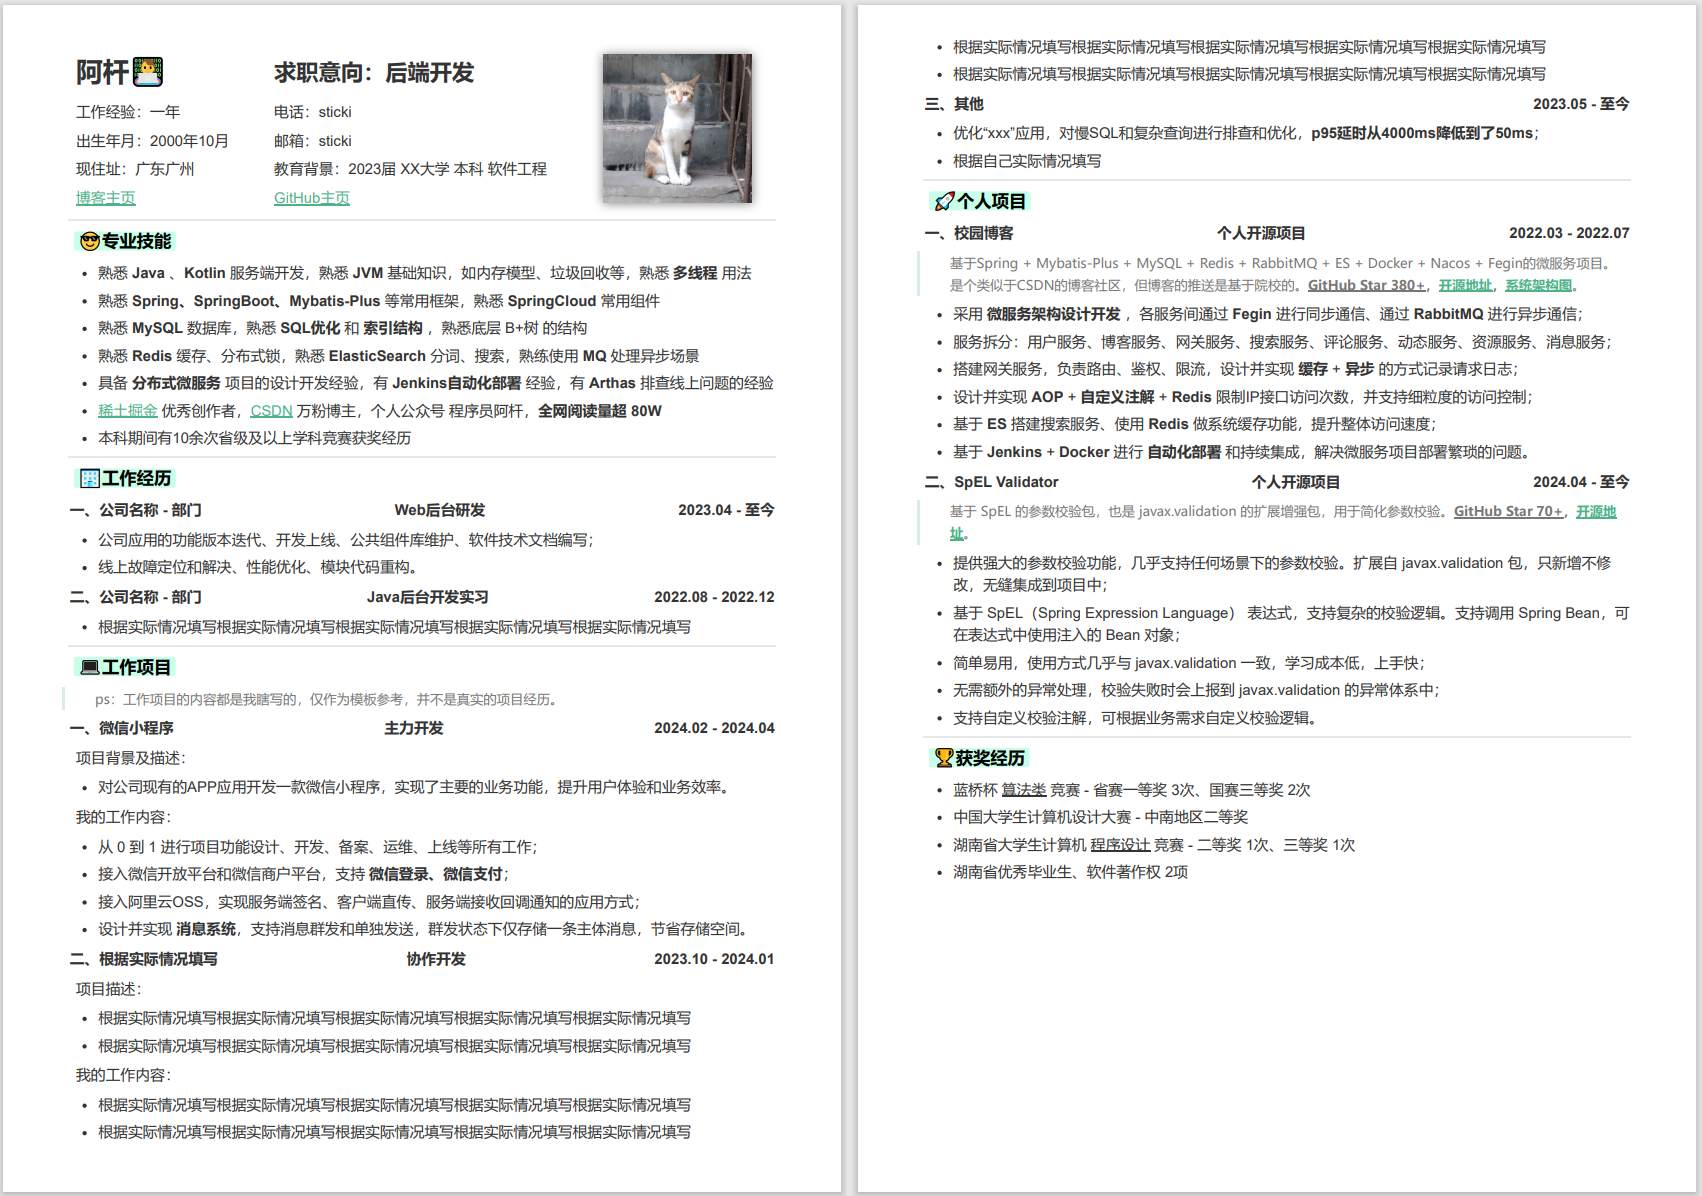 阿杆
求职意向：后端开发
工作经验：一年
电话：sticki
出生年月：2000年10月
邮箱：sticki
现住址：广东广州
教育背景：2023届 XX大学 本科 软件工程
博客主页
GitHub主页
专业技能
• 熟悉 Java 、Kotlin 服务端开发，熟悉 JVM 基础知识，如内存模型、垃圾回收等，熟悉 多线程 用法
• 熟悉 Spring、SpringBoot、Mybatis-Plus 等常用框架，熟悉 SpringCloud 常用组件
• 熟悉 MySQL 数据库，熟悉 SQL优化 和 索引结构 ，熟悉底层 B+树 的结构
• 熟悉 Redis 缓存、分布式锁，熟悉 ElasticSearch 分词、搜索，熟练使用 MQ 处理异步场景
• 具备 分布式微服务 项目的设计开发经验，有 Jenkins自动化部署 经验，有 Arthas 排查线上问题的经验
• 稀土掘金 优秀创作者，CSDN 万粉博主，个人公众号 程序员阿杆，全网阅读量超 80W
• 本科期间有10余次省级及以上学科竞赛获奖经历
工作经历
一、公司名称 - 部门 Web后台研发 2023.04 - 至今
• 公司应用的功能版本迭代、开发上线、公共组件库维护、软件技术文档编写；
• 线上故障定位和解决、性能优化、模块代码重构。
二、公司名称 - 部门 Java后台开发实习 2022.08 - 2022.12
• 根据实际情况填写根据实际情况填写根据实际情况填写根据实际情况填写根据实际情况填写
工作项目
ps：工作项目的内容都是我瞎写的，仅作为模板参考，并不是真实的项目经历。
一、微信小程序 主力开发 2024.02 - 2024.04
项目背景及描述：
• 对公司现有的APP应用开发一款微信小程序，实现了主要的业务功能，提升用户体验和业务效率。
我的工作内容：
• 从 0 到 1 进行项目功能设计、开发、备案、运维、上线等所有工作；
• 接入微信开放平台和微信商户平台，支持 微信登录、微信支付；
• 接入阿里云OSS，实现服务端签名、客户端直传、服务端接收回调通知的应用方式；
• 设计并实现 消息系统，支持消息群发和单独发送，群发状态下仅存储一条主体消息，节省存储空间。
二、根据实际情况填写 协作开发 2023.10 - 2024.01
项目描述：
• 根据实际情况填写根据实际情况填写根据实际情况填写根据实际情况填写根据实际情况填写
• 根据实际情况填写根据实际情况填写根据实际情况填写根据实际情况填写根据实际情况填写
我的工作内容：
• 根据实际情况填写根据实际情况填写根据实际情况填写根据实际情况填写根据实际情况填写
• 根据实际情况填写根据实际情况填写根据实际情况填写根据实际情况填写根据实际情况填写
• 根据实际情况填写根据实际情况填写根据实际情况填写根据实际情况填写根据实际情况填写
• 根据实际情况填写根据实际情况填写根据实际情况填写根据实际情况填写根据实际情况填写
三、其他 2023.05 - 至今
• 优化“xxx”应用，对慢SQL和复杂查询进行排查和优化，p95延时从4000ms降低到了50ms；
• 根据自己实际情况填写
个人项目
一、校园博客 个人开源项目 2022.03 - 2022.07
基于Spring + Mybatis-Plus + MySQL + Redis + RabbitMQ + ES + Docker + Nacos + Fegin的微服务项目。
是个类似于CSDN的博客社区，但博客的推送是基于院校的。GitHub Star 380+，开源地址，系统架构图。
• 采用 微服务架构设计开发 ，各服务间通过 Fegin 进行同步通信、通过 RabbitMQ 进行异步通信；
• 服务拆分：用户服务、博客服务、网关服务、搜索服务、评论服务、动态服务、资源服务、消息服务；
• 搭建网关服务，负责路由、鉴权、限流，设计并实现 缓存 + 异步 的方式记录请求日志；
• 设计并实现 AOP + 自定义注解 + Redis 限制IP接口访问次数，并支持细粒度的访问控制；
• 基于 ES 搭建搜索服务、使用 Redis 做系统缓存功能，提升整体访问速度；
• 基于 Jenkins + Docker 进行 自动化部署 和持续集成，解决微服务项目部署繁琐的问题。
二、SpEL Validator 个人开源项目 2024.04 - 至今
基于 SpEL 的参数校验包，也是 javax.validation 的扩展增强包，用于简化参数校验。GitHub Star 70+，开源地
址。
• 提供强大的参数校验功能，几乎支持任何场景下的参数校验。扩展自 javax.validation 包，只新增不修
改，无缝集成到项目中；
• 基于 SpEL（Spring Expression Language） 表达式，支持复杂的校验逻辑。支持调用 Spring Bean，可
在表达式中使用注入的 Bean 对象；
• 简单易用，使用方式几乎与 javax.validation 一致，学习成本低，上手快；
• 无需额外的异常处理，校验失败时会上报到 javax.validation 的异常体系中；
• 支持自定义校验注解，可根据业务需求自定义校验逻辑。
获奖经历
• 蓝桥杯 算法类 竞赛 - 省赛一等奖 3次、国赛三等奖 2次
• 中国大学生计算机设计大赛 - 中南地区二等奖
• 湖南省大学生计算机 程序设计 竞赛 - 二等奖 1次、三等奖 1次
• 湖南省优秀毕业生、软件著作权 2项